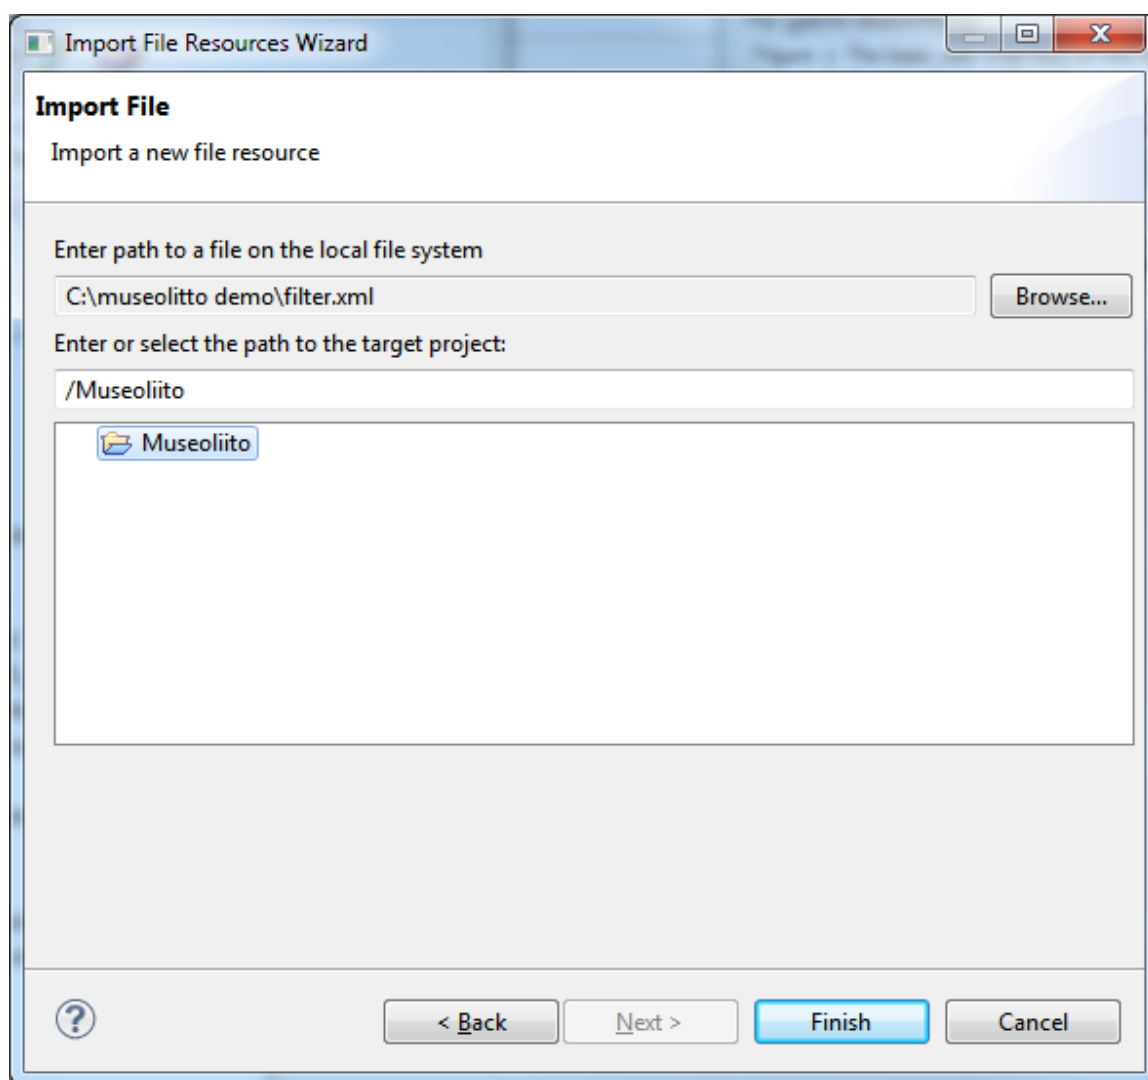 Import File Resources Wizard
Import File
Import a new file resource
Enter path to a file on the local file system
C:\museolitto demo\filter.xml
Browse...
Enter or select the path to the target project:
/Museoliito
Museoliito
< Back
Next >
Finish
Cancel